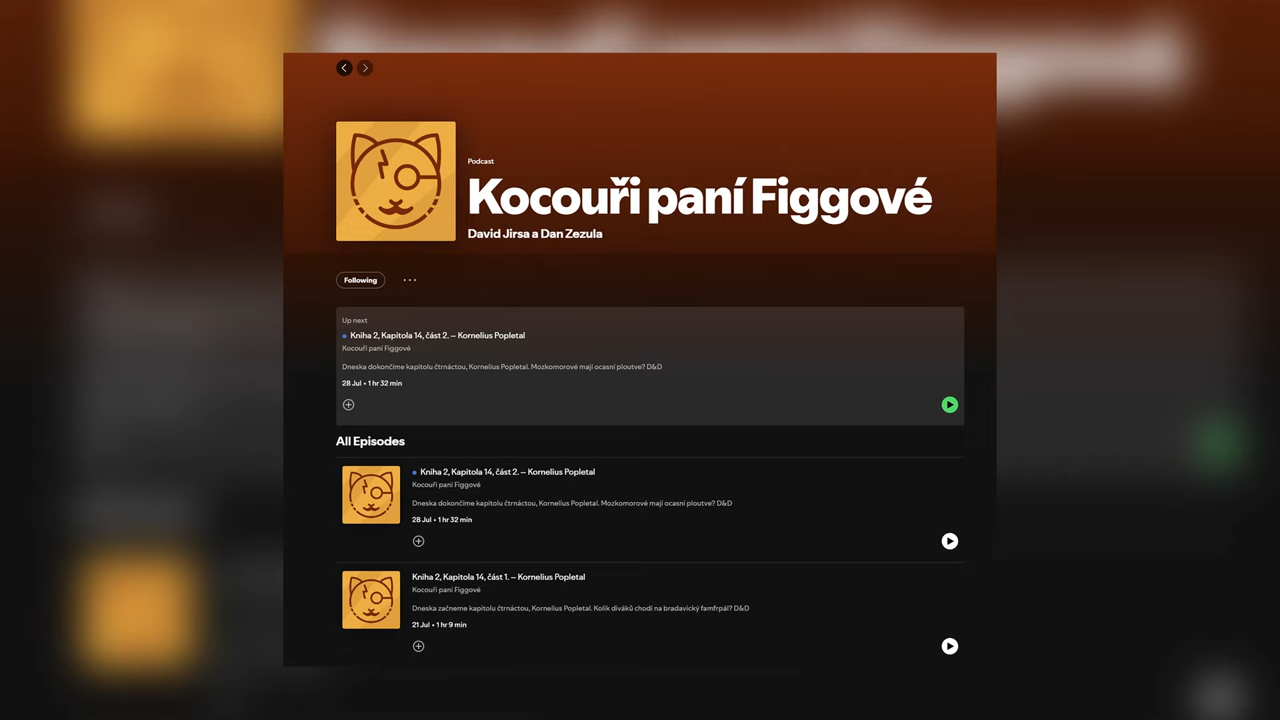 Podcast
Kocouři paní Figgové
David Jirsa a Dan Zezula
Following
Up next
Kniha 2, Kapitola 14, část 2. – Kornelius Popletal
Kocouři paní Figgové
Dneska dokončíme kapitolu čtrnáctou, Kornelius Popletal. Mozkomorové mají ocasní ploutve? D&D
28 Jul • 1 hr 32 min
All Episodes
Kniha 2, Kapitola 14, část 2. – Kornelius Popletal
Kocouři paní Figgové
Dneska dokončíme kapitolu čtrnáctou, Kornelius Popletal. Mozkomorové mají ocasní ploutve? D&D
28 Jul • 1 hr 32 min
Kniha 2, Kapitola 14, část 1. – Kornelius Popletal
Kocouři paní Figgové
Dneska začneme kapitolu čtrnáctou, Kornelius Popletal. Kolik diváků chodí na bradavický famfrpál? D&D
21 Jul • 1 hr 9 min